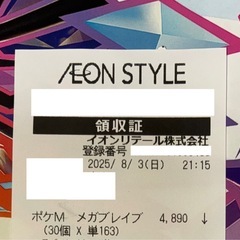 ÆON STYLE
領収証
イオンリテール株式会社
登録番号
2025/ 8/ 3(日) 21:15
ポケM メガブレイブ 4,890 ↓
(30個 X 単163)